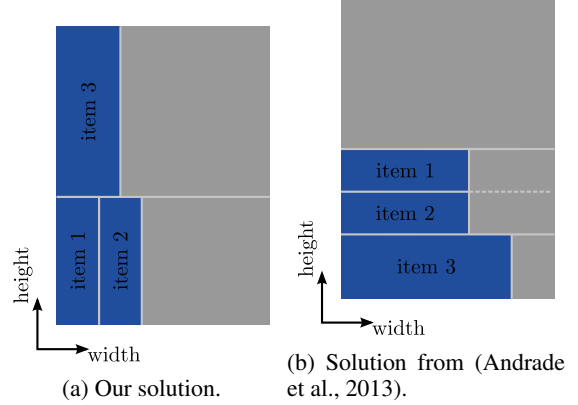 item 3
item 1
item 2
height
width
(a) Our solution.
item 1
item 2
item 3
height
width
(b) Solution from (Andrade
et al., 2013).